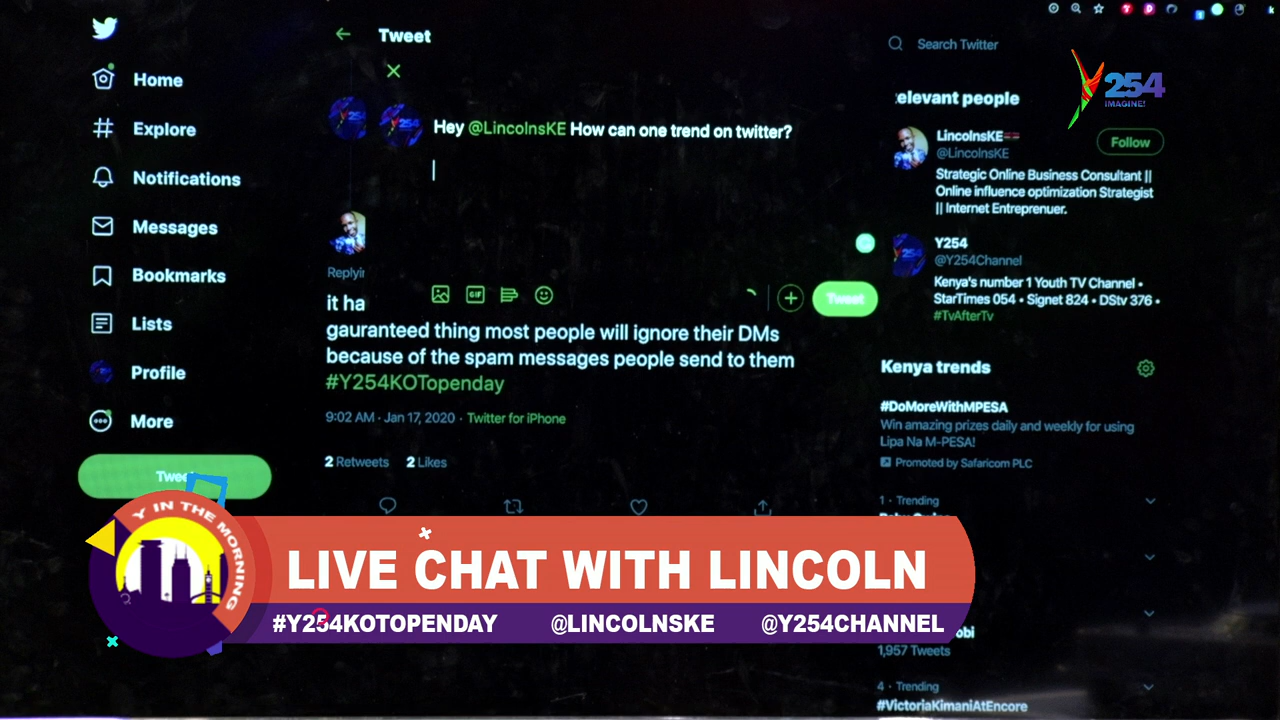 Tweet
Search Twitter
Home
Explore
Notifications
Messages
Bookmarks
Lists
Profile
More
Hey @LincolnsKE How can one trend on twitter?
it ha
gauranteed thing most people will ignore their DMs
because of the spam messages people send to them
#Y254KOTopenday
9:02 AM · Jan 17, 2020 · Twitter for iPhone
2 Retweets 2 Likes
GIF
Tweet
Y254
IMAGINE!
elevant people
LincolnsKE
@LincolnsKE
Follow
Strategic Online Business Consultant ||
Online influence optimization Strategist
|| Internet Entreprenuer.
Y254
@Y254Channel
Kenya's number 1 Youth TV Channel •
StarTimes 054 • Signet 824 • DStv 376 •
#TvAfterTv
Kenya trends
#DoMoreWithMPESA
Win amazing prizes daily and weekly for using
Lipa Na M-PESA!
Promoted by Safaricom PLC
1 · Trending
obi
1,957 Tweets
4 · Trending
#VictoriaKimaniAtEncore
Y IN THE MORNING
LIVE CHAT WITH LINCOLN
#Y254KOTOPENDAY @LINCOLNSKE @Y254CHANNEL